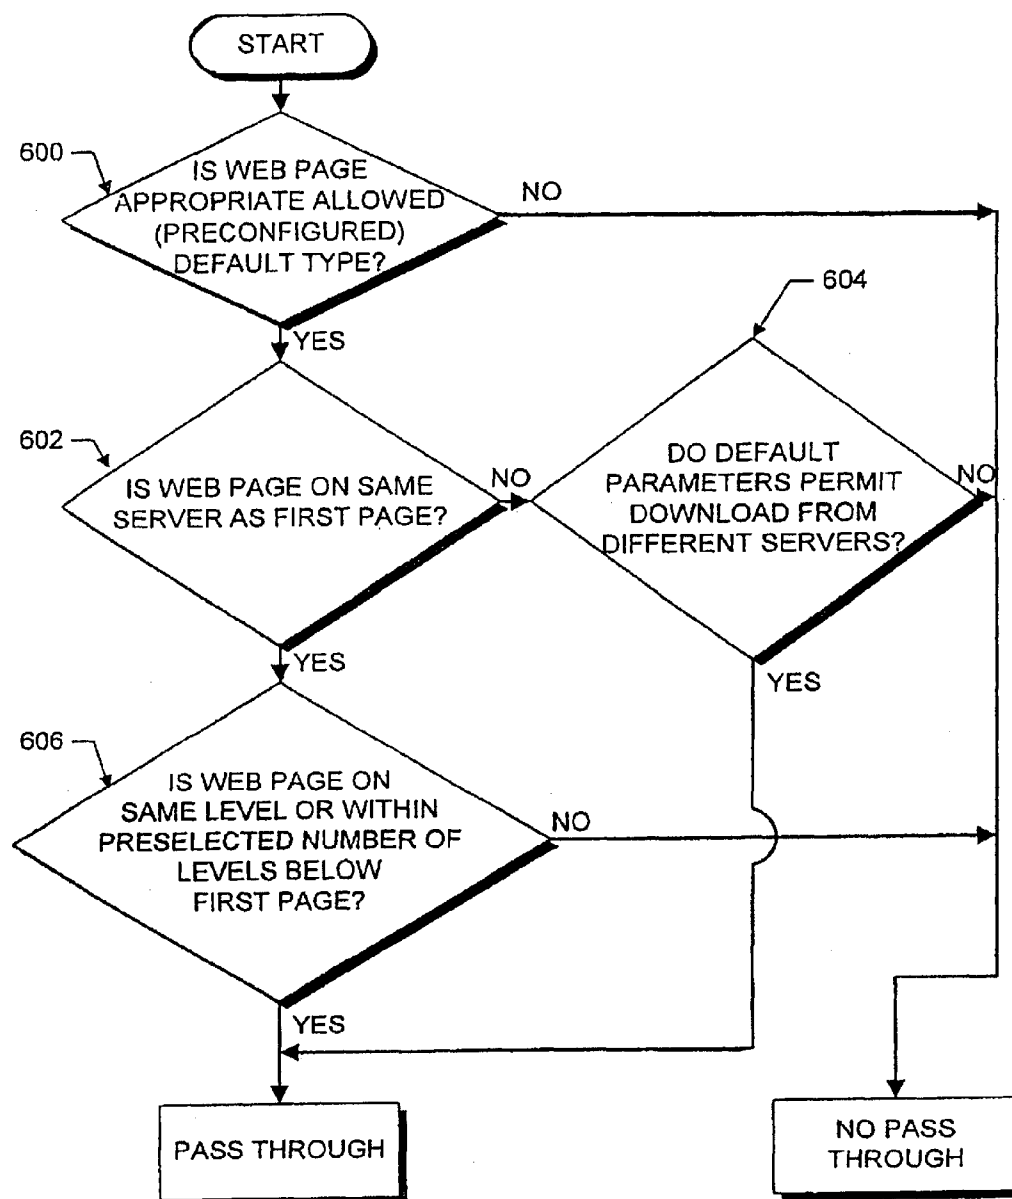 START
600
IS WEB PAGE
APPROPRIATE ALLOWED
(PRECONFIGURED)
DEFAULT TYPE?
NO
YES
604
602
IS WEB PAGE ON SAME
SERVER AS FIRST PAGE?
NO
DO DEFAULT
PARAMETERS PERMIT
DOWNLOAD FROM
DIFFERENT SERVERS?
NO
YES
YES
606
IS WEB PAGE ON
SAME LEVEL OR WITHIN
PRESELECTED NUMBER OF
LEVELS BELOW
FIRST PAGE?
NO
YES
PASS THROUGH
NO PASS
THROUGH